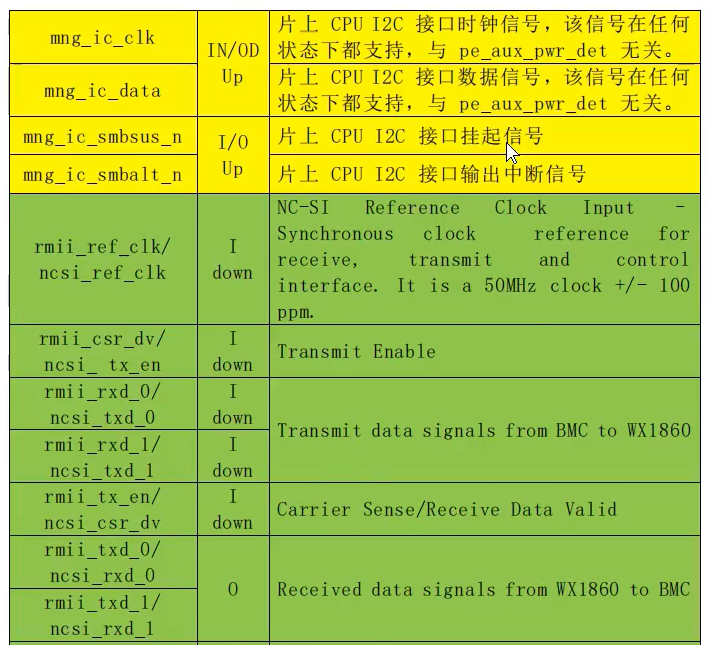 mng_ic_clk
IN/OD
Up
片上 CPU I2C 接口时钟信号，该信号在任何
状态下都支持，与 pe_aux_pwr_det 无关。
mng_ic_data
片上 CPU I2C 接口数据信号，该信号在任何
状态下都支持，与 pe_aux_pwr_det 无关。
mng_ic_smbsus_n
I/O
Up
片上 CPU I2C 接口挂起信号
mng_ic_smbalt_n
片上 CPU I2C 接口输出中断信号
rmii_ref_clk/
ncsi_ref_clk
I
down
NC-SI Reference Clock Input -
Synchronous clock reference for
receive, transmit and control
interface. It is a 50MHz clock +/- 100
ppm.
rmii_csr_dv/
ncsi_ tx_en
I
down
Transmit Enable
rmii_rxd_0/
ncsi_txd_0
I
down
Transmit data signals from BMC to WX1860
rmii_rxd_1/
ncsi_txd_1
I
down
rmii_tx_en/
ncsi_csr_dv
I
down
Carrier Sense/Receive Data Valid
rmii_txd_0/
ncsi_rxd_0
O
Received data signals from WX1860 to BMC
rmii_txd_1/
ncsi_rxd_1